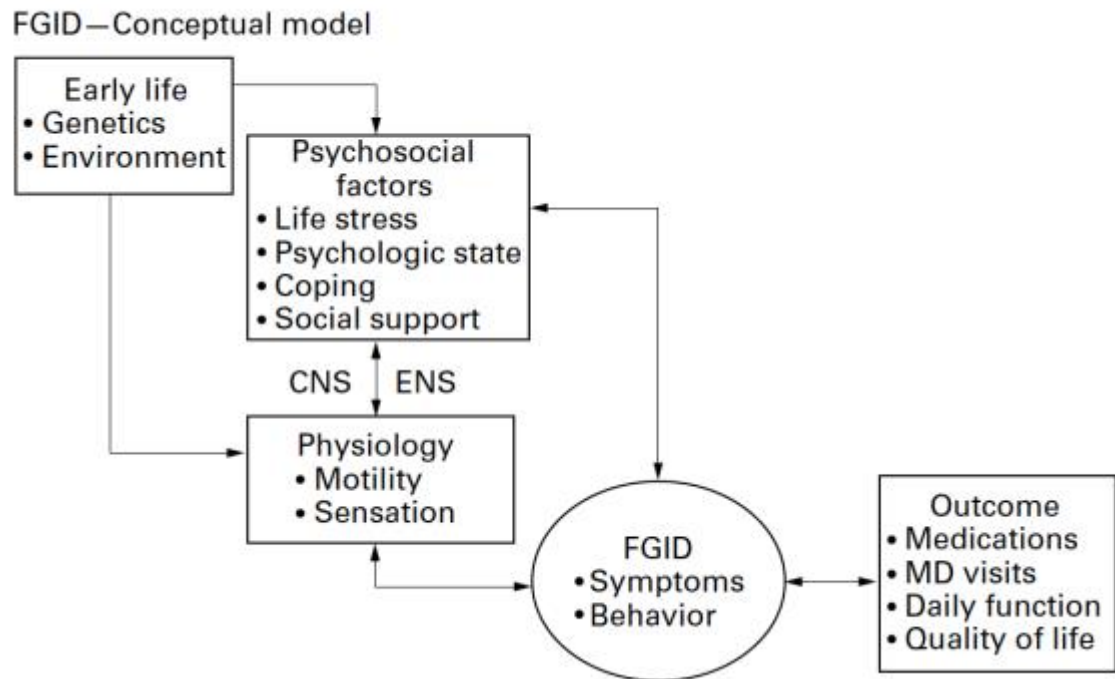 FGID—Conceptual model
Early life
• Genetics
• Environment
Psychosocial
factors
• Life stress
• Psychologic state
• Coping
• Social support
CNS ENS
Physiology
• Motility
• Sensation
FGID
• Symptoms
• Behavior
Outcome
• Medications
• MD visits
• Daily function
• Quality of life